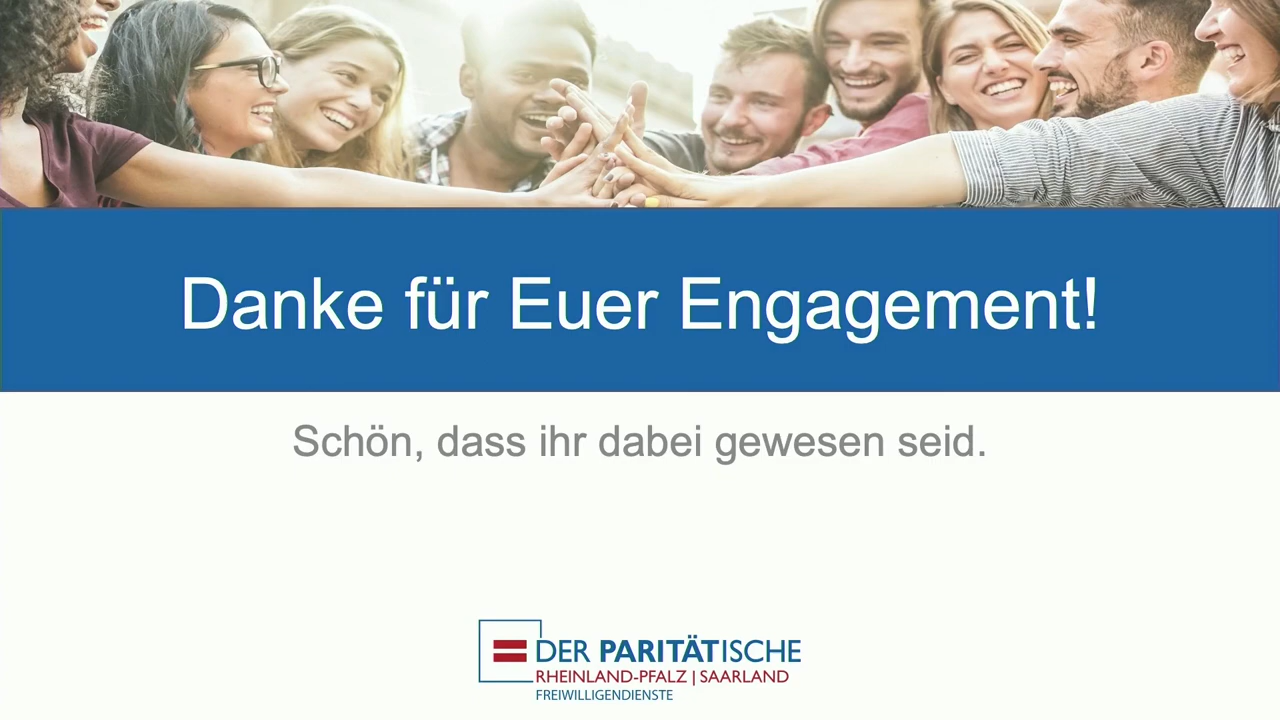 Danke für Euer Engagement!
Schön, dass ihr dabei gewesen seid.
DER PARITÄTISCHE
RHEINLAND-PFALZ | SAARLAND
FREIWILLIGENDIENSTE